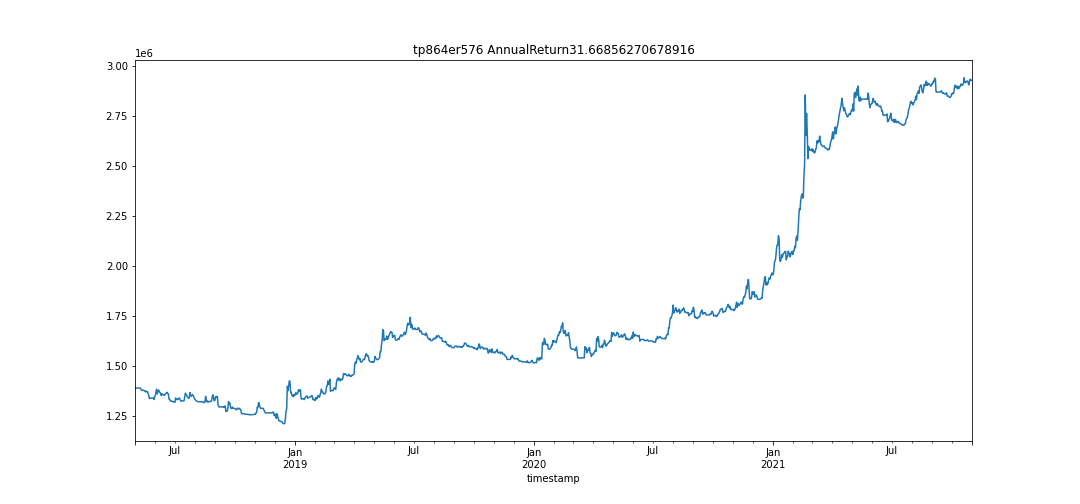 tp864er576 AnnualReturn31.66856270678916
1e6
3.00
2.75
2.50
2.25
2.00
1.75
1.50
1.25
Jul
Jan
2019
Jul
Jan
2020
Jul
Jan
2021
Jul
timestamp